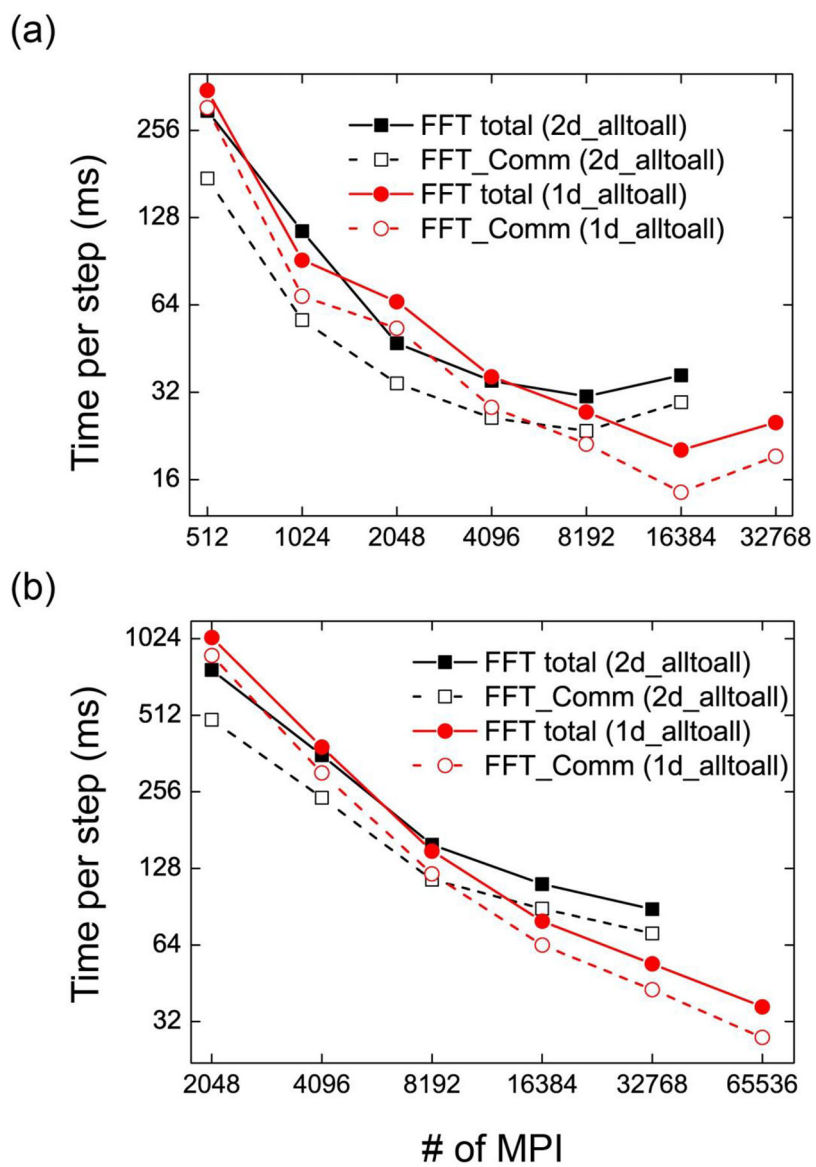 (a)
Time per step (ms)
256
128
64
32
16
FFT total (2d_alltoall)
FFT_Comm (2d_alltoall)
FFT total (1d_alltoall)
FFT_Comm (1d_alltoall)
512 1024 2048 4096 8192 16384 32768
(b)
Time per step (ms)
1024
512
256
128
64
32
FFT total (2d_alltoall)
FFT_Comm (2d_alltoall)
FFT total (1d_alltoall)
FFT_Comm (1d_alltoall)
2048 4096 8192 16384 32768 65536
# of MPI